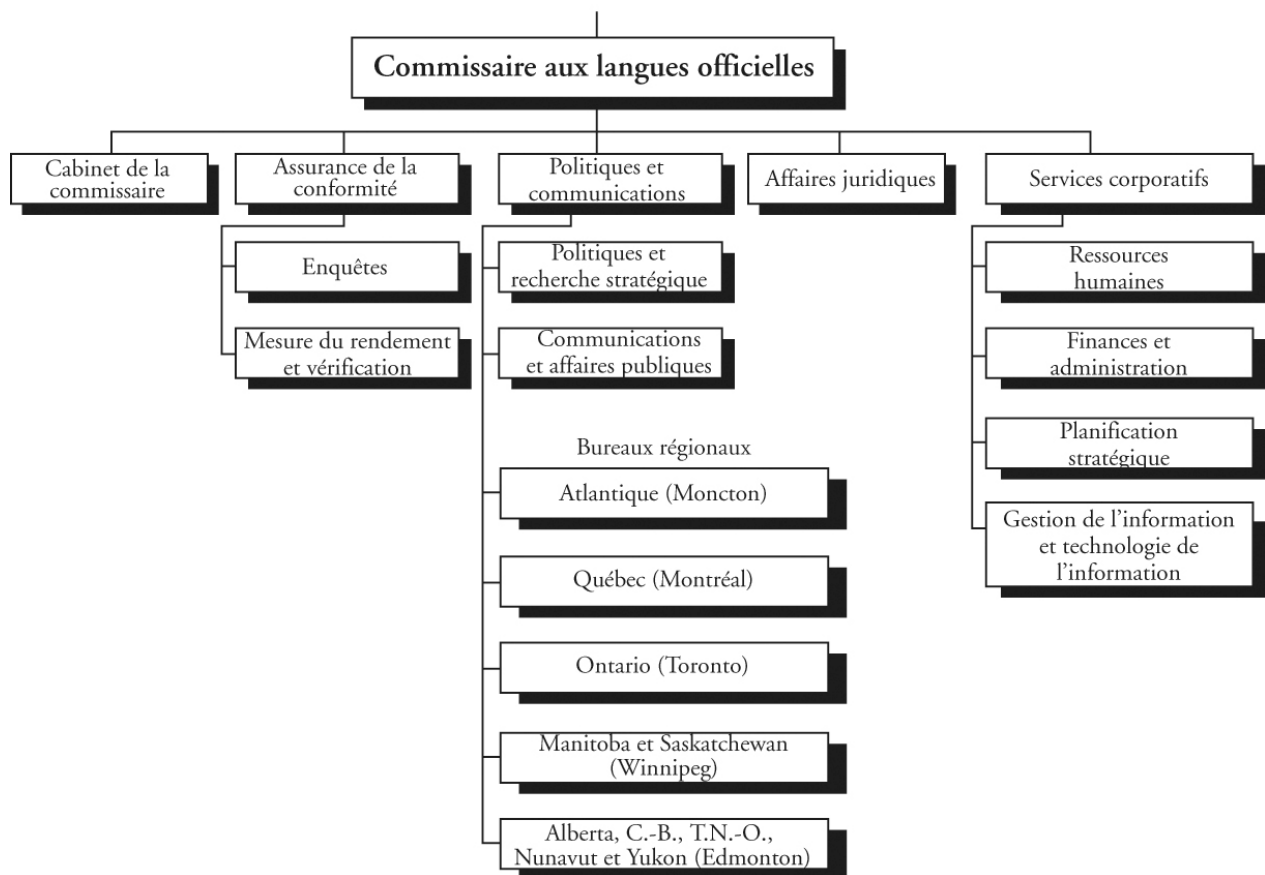 Commissaire aux langues officielles
Cabinet de la
commissaire
Assurance de la
conformité
Politiques et
communications
Affaires juridiques
Services corporatifs
Enquêtes
Mesure du rendement
et vérification
Politiques et
recherche stratégique
Communications
et affaires publiques
Bureaux régionaux
Atlantique (Moncton)
Québec (Montréal)
Ontario (Toronto)
Manitoba et Saskatchewan
(Winnipeg)
Alberta, C.-B., T.N.-O.,
Nunavut et Yukon (Edmonton)
Ressources
humaines
Finances et
administration
Planification
stratégique
Gestion de l’information
et technologie de
l’information